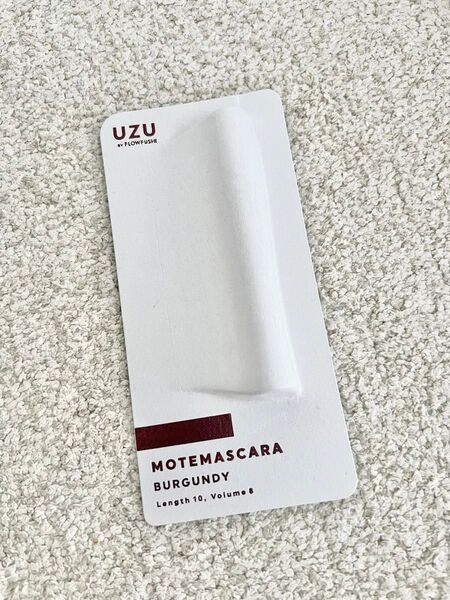 UZU
BY FLOWFUSHI
MOTEMASCARA
BURGUNDY
Length 10, Volume 8